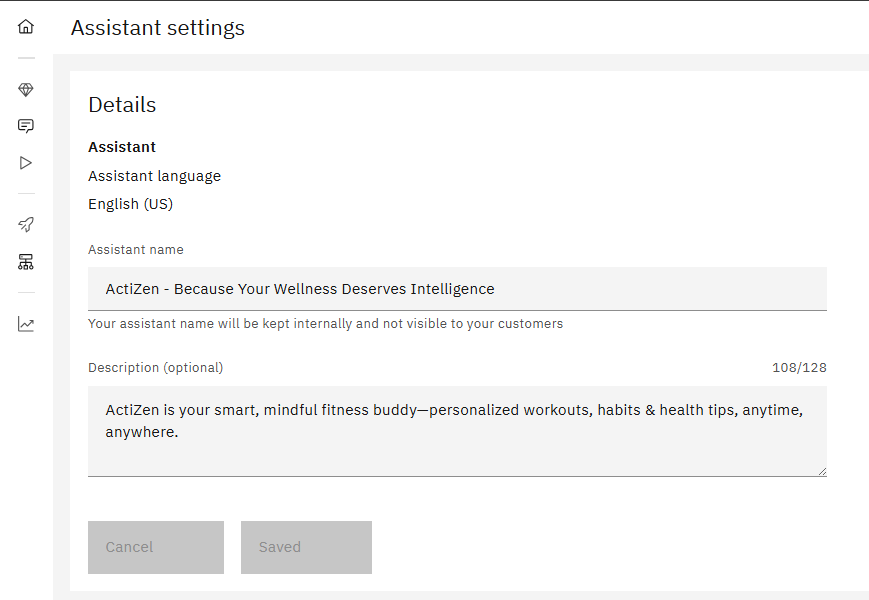 Assistant settings
Details
Assistant
Assistant language
English (US)
Assistant name
ActiZen - Because Your Wellness Deserves Intelligence
Your assistant name will be kept internally and not visible to your customers
Description (optional) 108/128
ActiZen is your smart, mindful fitness buddy—personalized workouts, habits & health tips, anytime,
anywhere.
Cancel Saved